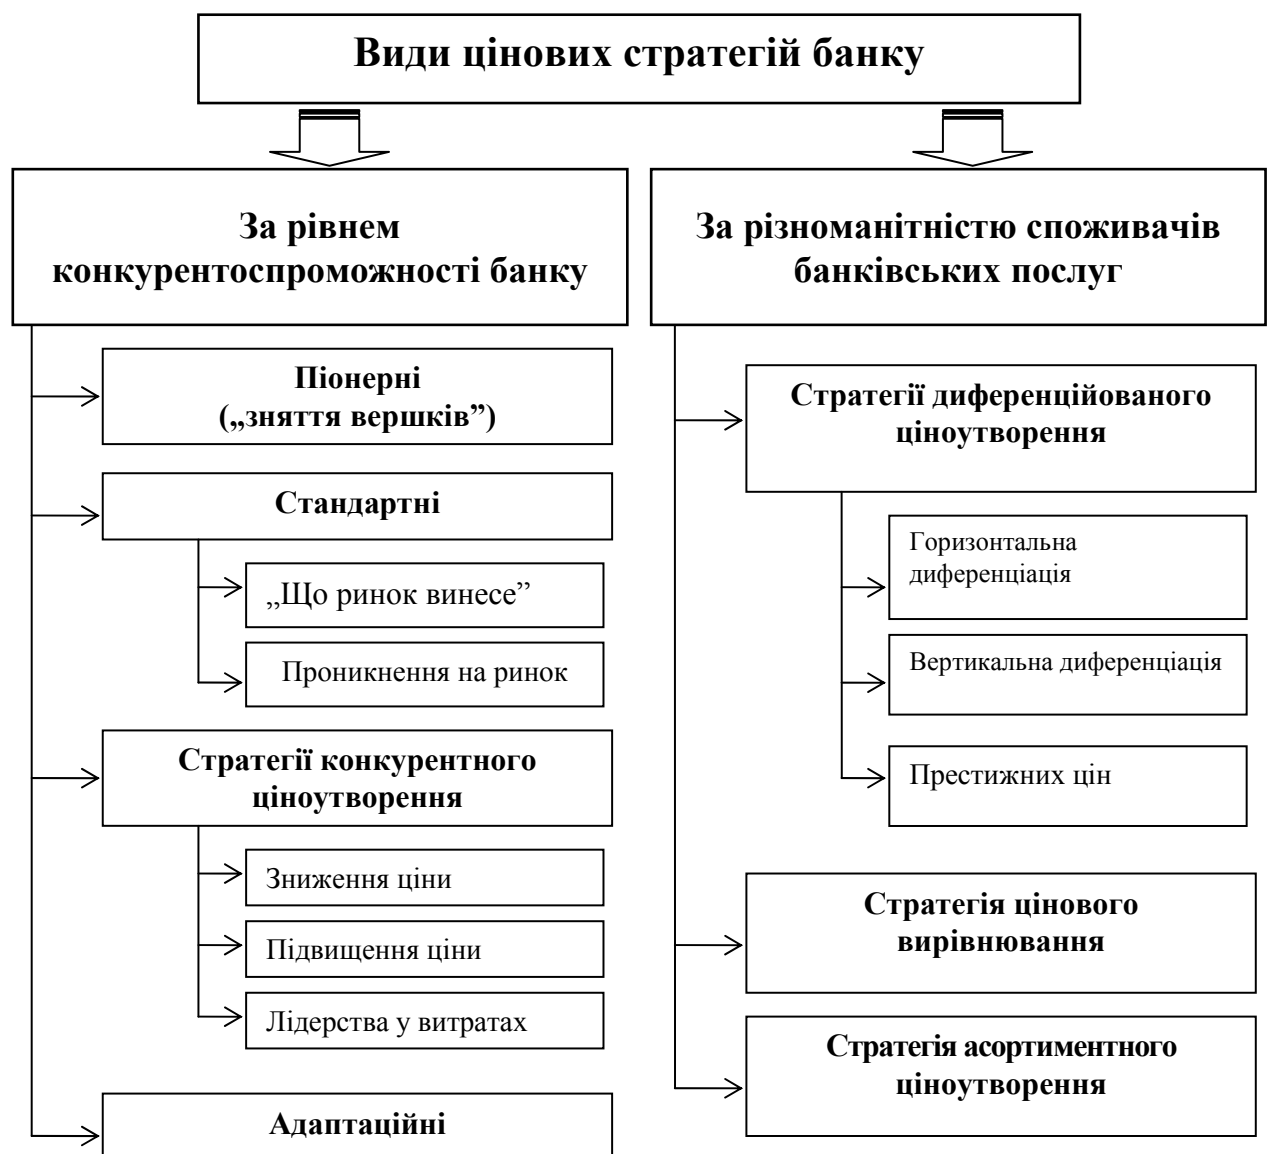 Види цінових стратегій банку
За рівнем
конкурентоспроможності банку
Піонерні
(„зняття вершків”)
Стандартні
„Що ринок винесе”
Проникнення на ринок
Стратегії конкурентного
ціноутворення
Зниження ціни
Підвищення ціни
Лідерства у витратах
Адаптаційні
За різноманітністю споживачів
банківських послуг
Стратегії диференційованого
ціноутворення
Горизонтальна
диференціація
Вертикальна диференціація
Престижних цін
Стратегія цінового
вирівнювання
Стратегія асортиментного
ціноутворення